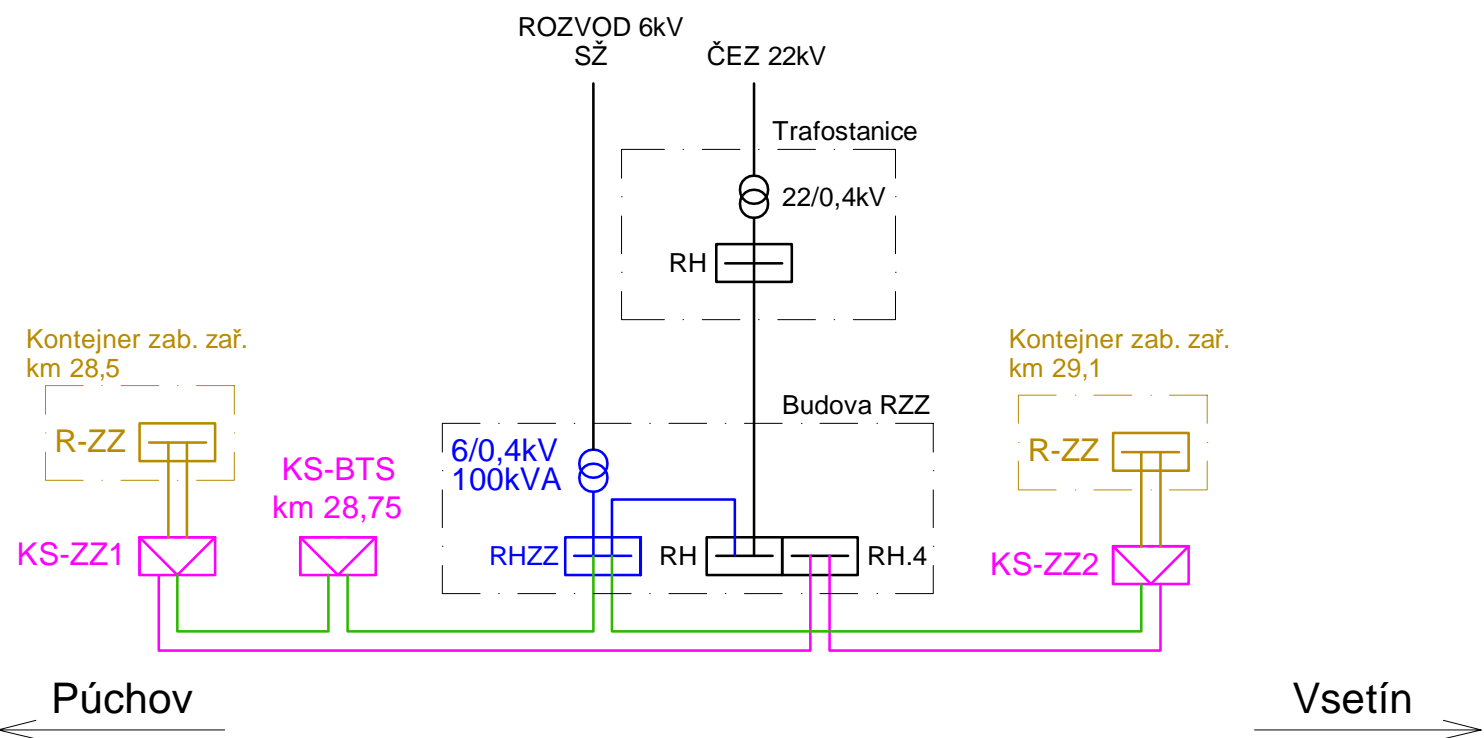 ROZVOD 6kV
SŽ
ČEZ 22kV
Trafostanice
22/0,4kV
RH
Kontejner zab. zař.
km 28,5
R-ZZ
KS-BTS
km 28,75
KS-ZZ1
Budova RZZ
6/0,4kV
100kVA
RHZZ
RH
RH.4
Kontejner zab. zař.
km 29,1
R-ZZ
KS-ZZ2
Púchov
Vsetín